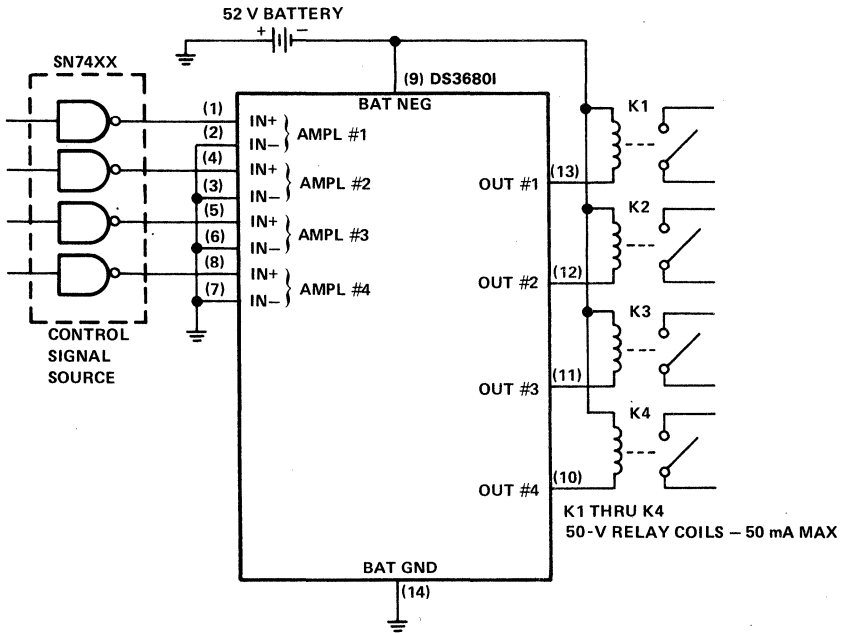 52 V BATTERY
+ −
SN74XX
(9) DS3680I
BAT NEG
K1
(1)
IN+
(2)
IN−
AMPL #1
(4)
IN+
(3)
IN−
AMPL #2
(5)
IN+
(6)
IN−
AMPL #3
(8)
IN+
(7)
IN−
AMPL #4
OUT #1
(13)
K2
OUT #2
(12)
K3
OUT #3
(11)
K4
OUT #4
(10)
CONTROL
SIGNAL
SOURCE
K1 THRU K4
50-V RELAY COILS – 50 mA MAX
BAT GND
(14)